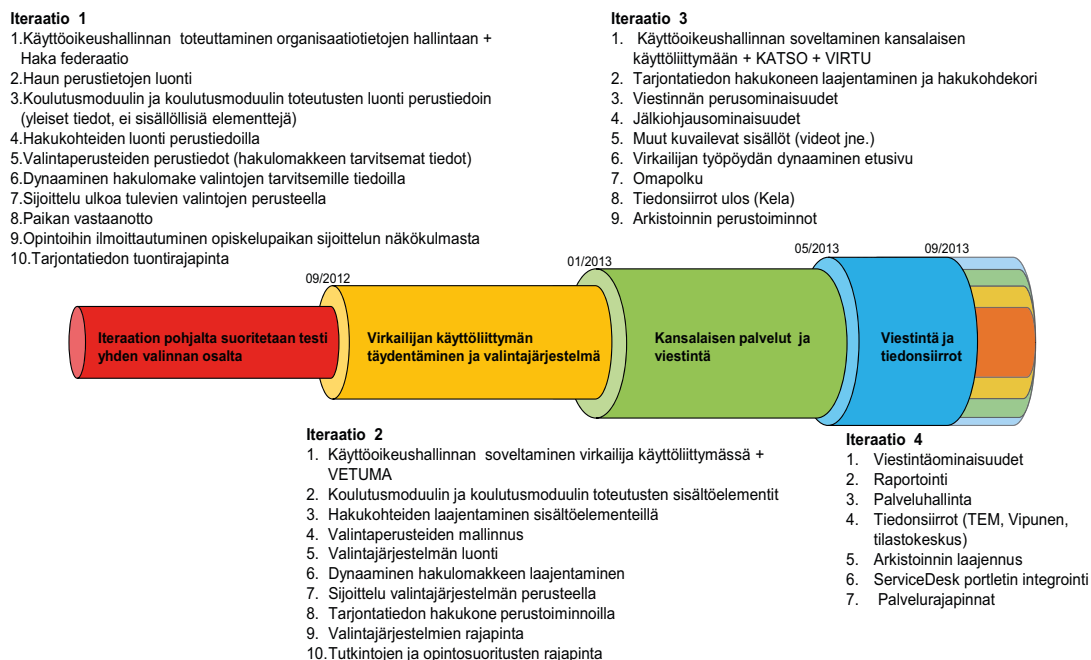 Iteraatio 1
1.Käyttöoikeushallinnan toteuttaminen organisaatiotietojen hallintaan +
Haka federaatio
2.Haun perustietojen luonti
3.Koulutusmoduulin ja koulutusmoduulin toteutusten luonti perustiedoin
(yleiset tiedot, ei sisällöllisiä elementtejä)
4.Hakukohteiden luonti perustiedoilla
5.Valintaperusteiden perustiedot (hakulomakkeen tarvitsemat tiedot)
6.Dynaaminen hakulomake valintojen tarvitsemille tiedoilla
7.Sijoittelu ulkoa tulevien valintojen perusteella
8.Paikan vastaanotto
9.Opintoihin ilmoittautuminen opiskelupaikan sijoittelun näkökulmasta
10.Tarjontatiedon tuontirajapinta
Iteraatio 3
1. Käyttöoikeushallinnan soveltaminen kansalaisen
käyttöliittymään + KATSO + VIRTU
2. Tarjontatiedon hakukoneen laajentaminen ja hakukohdekori
3. Viestinnän perusominaisuudet
4. Jälkiohjausominaisuudet
5. Muut kuvailevat sisällöt (videot jne.)
6. Virkailijan työpöydän dynaaminen etusivu
7. Omapolku
8. Tiedonsiirrot ulos (Kela)
9. Arkistoinnin perustoiminnot
09/2012
01/2013
05/2013
09/2013
Iteraation pohjalta suoritetaan testi
yhden valinnan osalta
Virkailijan käyttöliittymän
täydentäminen ja valintajärjestelmä
Kansalaisen palvelut ja
viestintä
Viestintä ja
tiedonsiirrot
Iteraatio 2
1. Käyttöoikeushallinnan soveltaminen virkailija käyttöliittymässä +
VETUMA
2. Koulutusmoduulin ja koulutusmoduulin toteutusten sisältöelementit
3. Hakukohteiden laajentaminen sisältöelementeillä
4. Valintaperusteiden mallinnus
5. Valintajärjestelmän luonti
6. Dynaaminen hakulomakkeen laajentaminen
7. Sijoittelu valintajärjestelmän perusteella
8. Tarjontatiedon hakukone perustoiminnoilla
9. Valintajärjestelmien rajapinta
10.Tutkintojen ja opintosuoritusten rajapinta
Iteraatio 4
1. Viestintäominaisuudet
2. Raportointi
3. Palveluhallinta
4. Tiedonsiirrot (TEM, Vipunen,
tilastokeskus)
5. Arkistoinnin laajennus
6. ServiceDesk portletin integrointi
7. Palvelurajapinnat